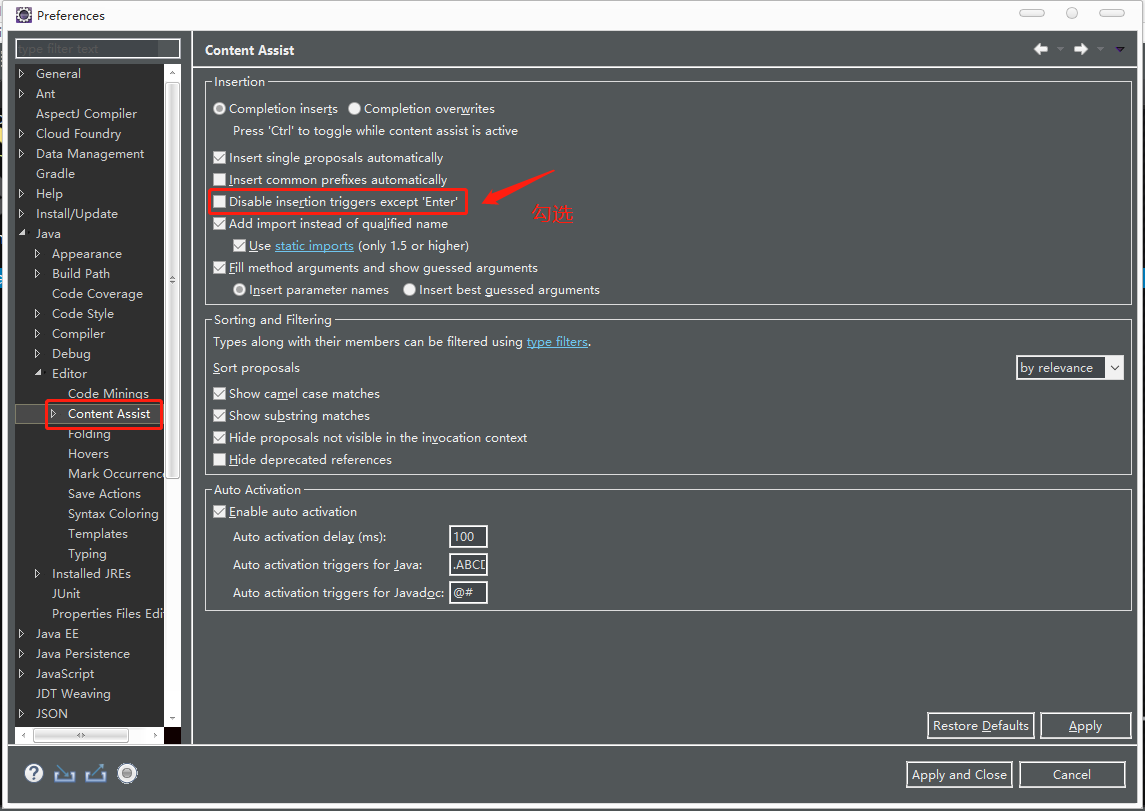 Preferences
type filter text
General
Ant
AspectJ Compiler
Cloud Foundry
Data Management
Gradle
Help
Install/Update
Java
Appearance
Build Path
Code Coverage
Code Style
Compiler
Debug
Editor
Code Minings
Content Assist
Folding
Hovers
Mark Occurrenc
Save Actions
Syntax Coloring
Templates
Typing
Installed JREs
JUnit
Properties Files Edi
Java EE
Java Persistence
JavaScript
JDT Weaving
JSON
Content Assist
Insertion
Completion inserts Completion overwrites
Press 'Ctrl' to toggle while content assist is active
Insert single proposals automatically
Insert common prefixes automatically
Disable insertion triggers except 'Enter'
勾选
Add import instead of qualified name
Use static imports (only 1.5 or higher)
Fill method arguments and show guessed arguments
Insert parameter names Insert best guessed arguments
Sorting and Filtering
Types along with their members can be filtered using type filters.
Sort proposals by relevance
Show camel case matches
Show substring matches
Hide proposals not visible in the invocation context
Hide deprecated references
Auto Activation
Enable auto activation
Auto activation delay (ms): 100
Auto activation triggers for Java: .ABCD
Auto activation triggers for Javadoc: @#
Restore Defaults Apply
Apply and Close Cancel